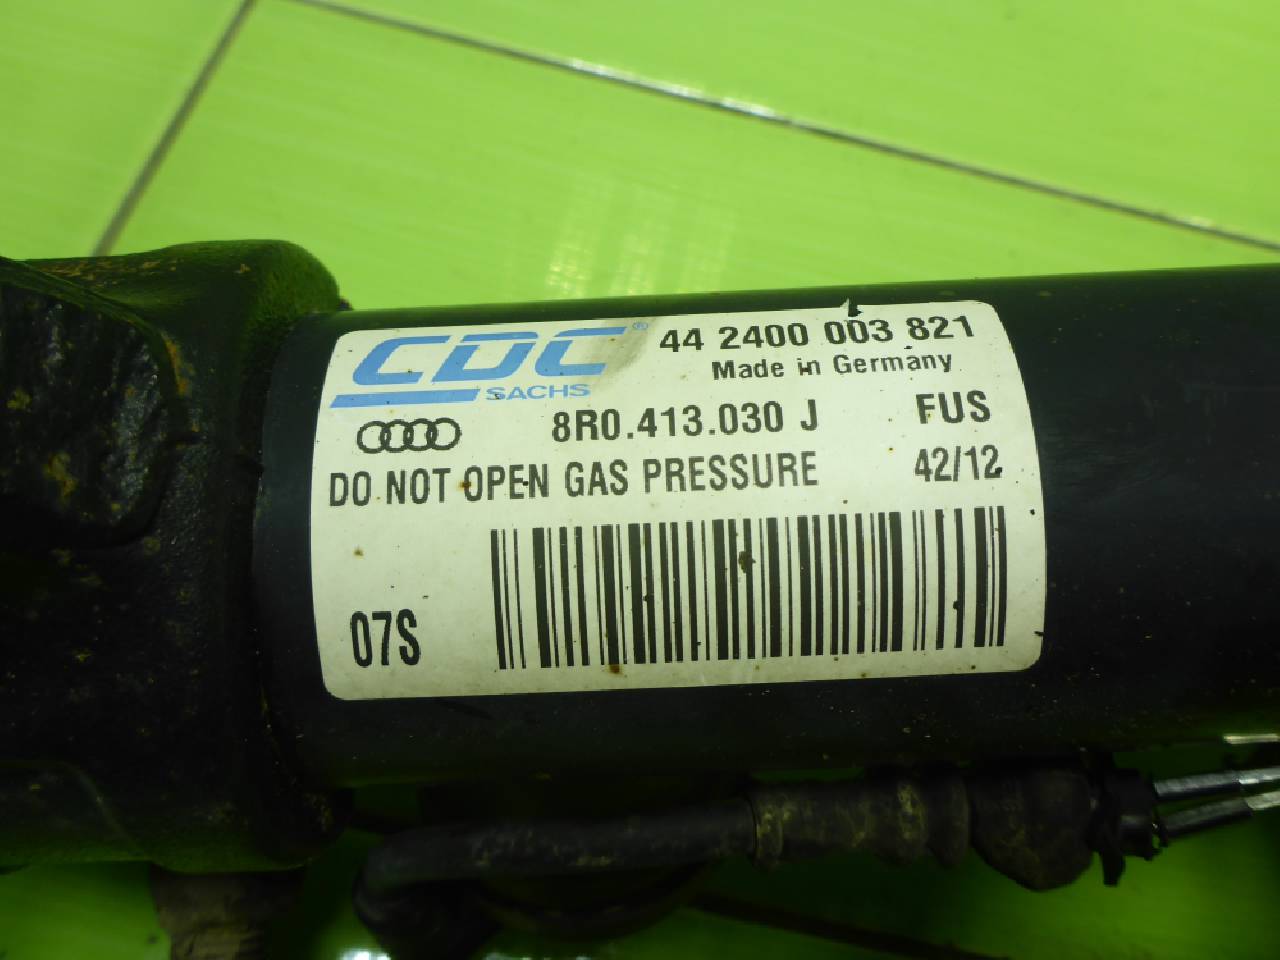 CDC® 44 2400 003 821
SACHS Made in Germany
8R0.413.030 J FUS
DO NOT OPEN GAS PRESSURE 42/12
07S